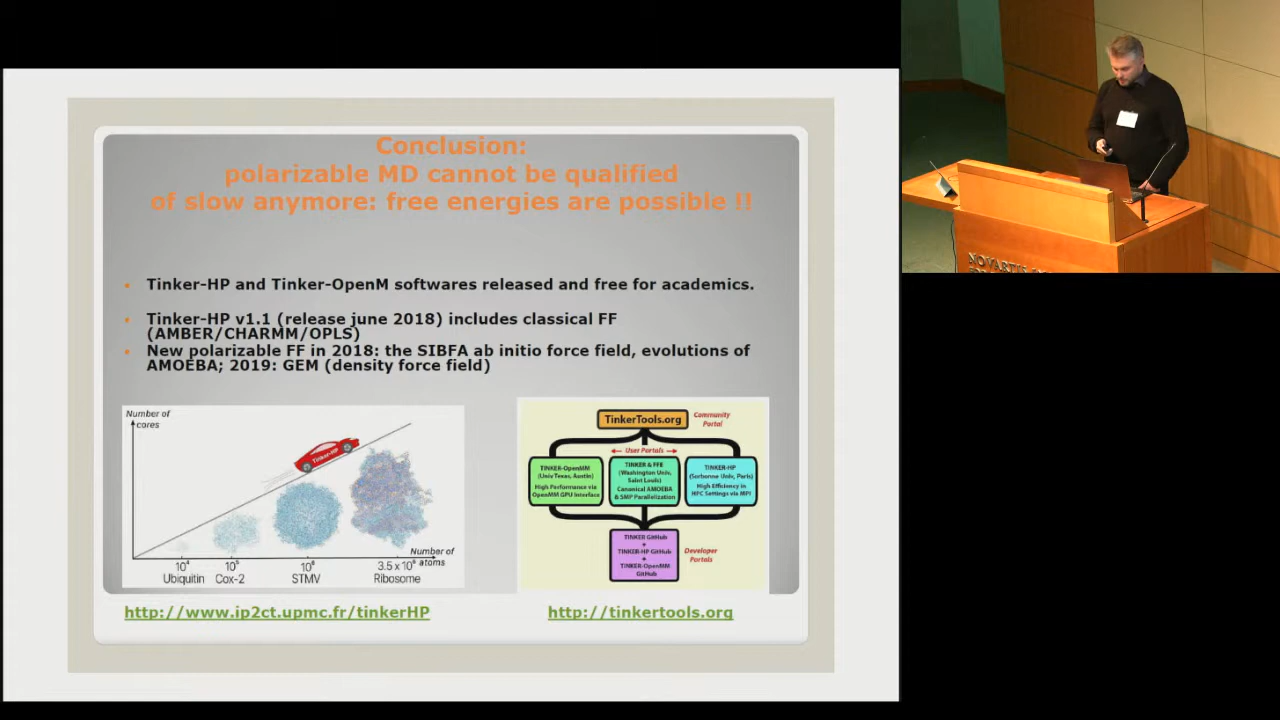 Conclusion:
polarizable MD cannot be qualified
of slow anymore: free energies are possible !!
Tinker-HP and Tinker-OpenM softwares released and free for academics.
Tinker-HP v1.1 (release june 2018) includes classical FF
(AMBER/CHARMM/OPLS)
New polarizable FF in 2018: the SIBFA ab initio force field, evolutions of
AMOEBA; 2019: GEM (density force field)
Number of
cores
Tinker-HP
Number of
atoms
10⁴
10⁵
10⁶
3.5 x 10⁶
Ubiquitin
Cox-2
STMV
Ribosome
TinkerTools.org
Community
Portal
User Portals
TINKER-OpenMM
(Univ Texas, Austin)
High Performance via
OpenMM GPU Interface
TINKER & FFE
(Washington Univ,
Saint Louis)
Canonical AMOEBA
& SMP Parallelization
TINKER-HP
(Sorbonne Univ, Paris)
High Efficiency in
HPC Settings via MPI
TINKER GitHub
+
TINKER-HP GitHub
+
TINKER-OpenMM
GitHub
Developer
Portals
http://www.ip2ct.upmc.fr/tinkerHP
http://tinkertools.org
NOVARTIS